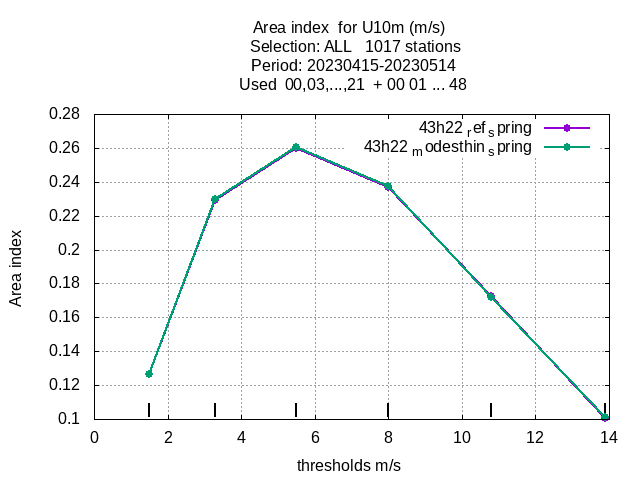 Area index for U10m (m/s)
Selection: ALL 1017 stations
Period: 20230415-20230514
Used 00,03,...,21 + 00 01 ... 48
43h22 ref spring
43h22 modesthin spring
0.28
0.26
0.24
0.22
0.2
0.18
0.16
0.14
0.12
0.1
Area index
0 2 4 6 8 10 12 14
thresholds m/s